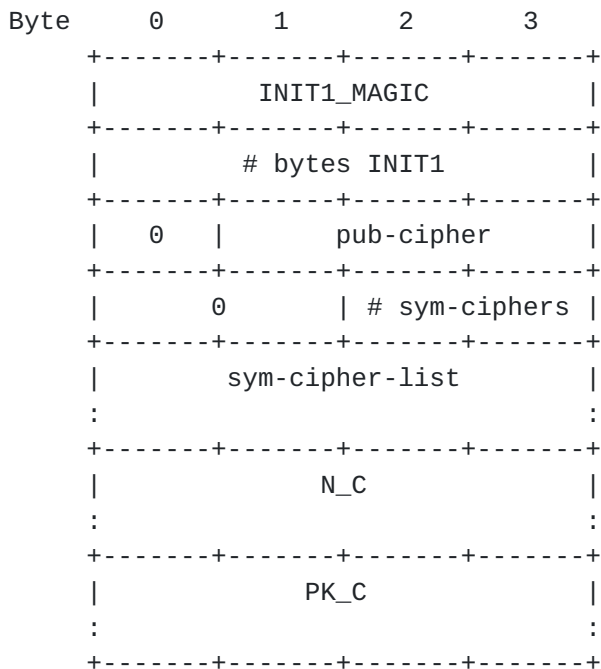 Byte 0 1 2 3
+-------+-------+-------+-------+
| INIT1_MAGIC |
+-------+-------+-------+-------+
| # bytes INIT1 |
+-------+-------+-------+-------+
| 0 | pub-cipher |
+-------+-------+-------+-------+
| 0 | # sym-ciphers |
+-------+-------+-------+-------+
| sym-cipher-list |
: :
+-------+-------+-------+-------+
| N_C |
: :
+-------+-------+-------+-------+
| PK_C |
: :
+-------+-------+-------+-------+